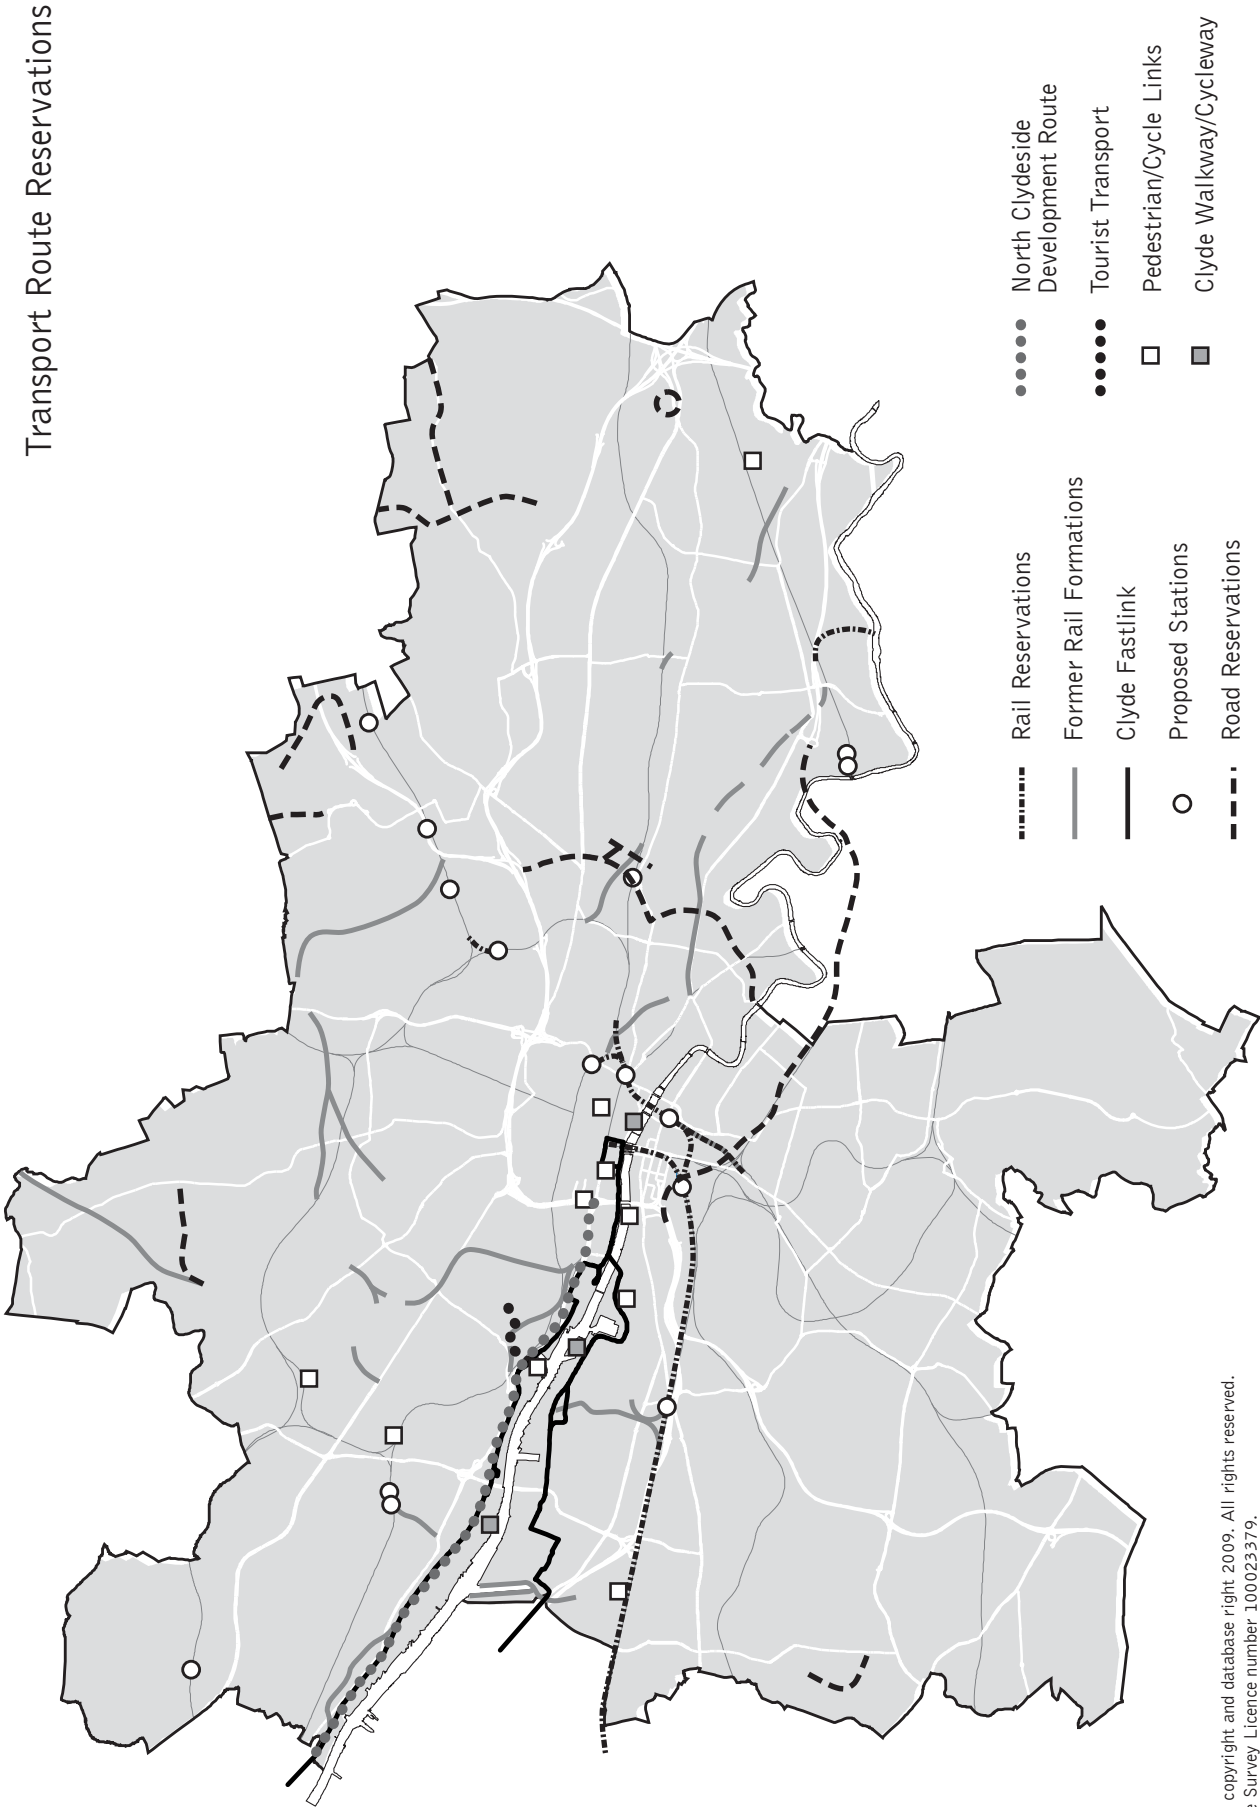 Transport Route Reservations
Rail Reservations
Former Rail Formations
Clyde Fastlink
Proposed Stations
Road Reservations
North Clydeside
Development Route
Tourist Transport
Pedestrian/Cycle Links
Clyde Walkway/Cycleway
copyright and database right 2009. All rights reserved.
Survey Licence number 100023379.